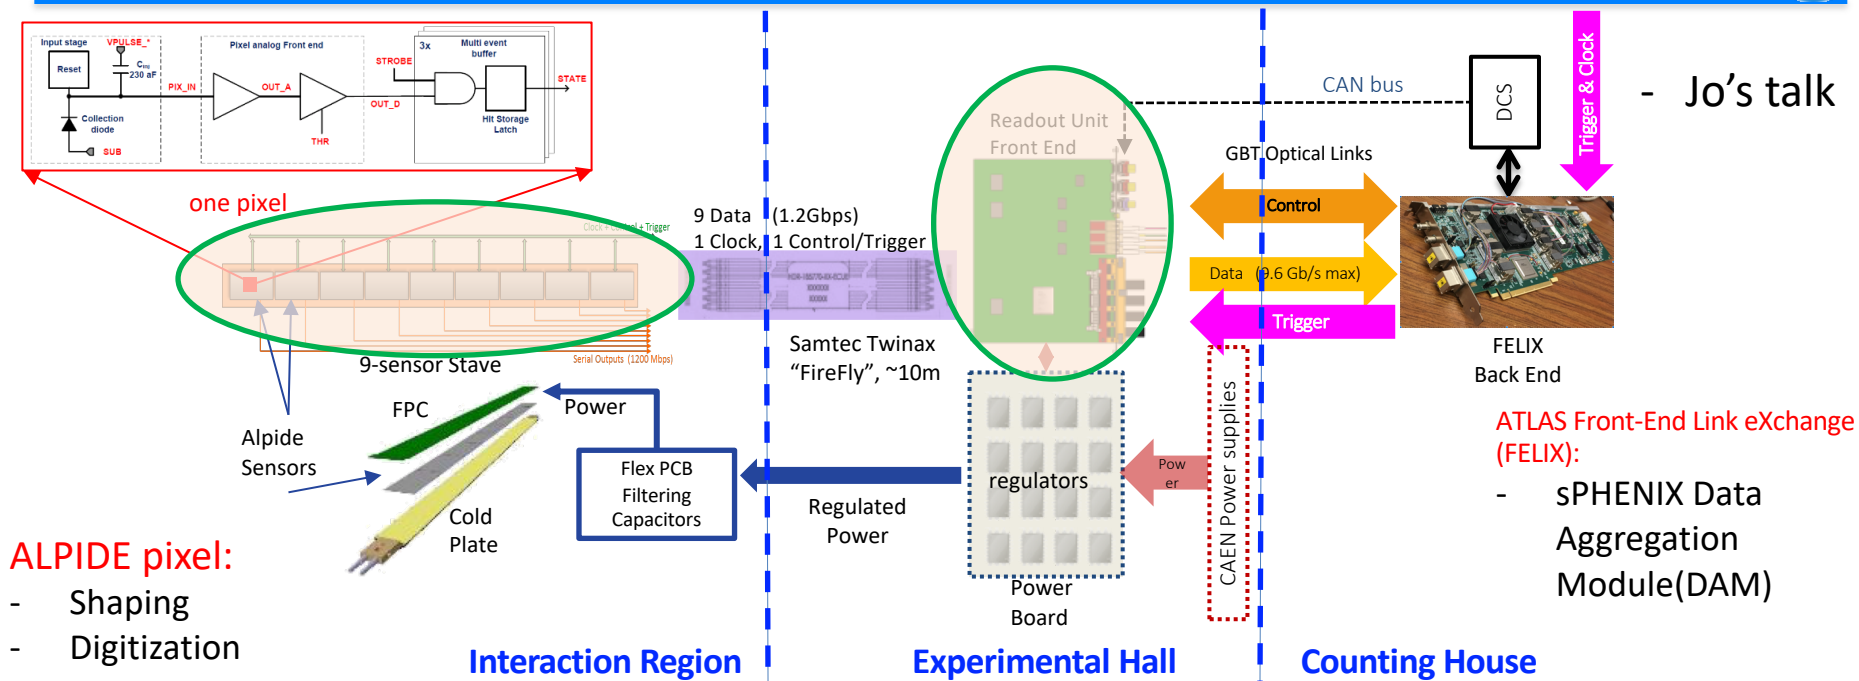 Input stage
VPULSE_*
Reset
C inj
230 aF
Collection
diode
SUB
PIX_IN
Pixel analog Front end
OUT_A
THR
OUT_D
STROBE
3x
Multi event
buffer
Hit Storage
Latch
STATE
one pixel
Clock + Control + Trigger
Serial Outputs (1200 Mbps)
9-sensor Stave
9 Data (1.2Gbps)
1 Clock, 1 Control/Trigger
Samtec Twinax
“FireFly”, ~10m
Readout Unit
Front End
CAN bus
DCS
Trigger & Clock
- Jo’s talk
GBT Optical Links
Control
Data (9.6 Gb/s max)
Trigger
FELIX
Back End
ATLAS Front-End Link eXchange
(FELIX):
- sPHENIX Data
Aggregation
Module(DAM)
FPC
Power
Alpide
Sensors
Cold
Plate
Flex PCB
Filtering
Capacitors
Regulated
Power
regulators
Pow
er
CAEN Power supplies
Power
Board
ALPIDE pixel:
- Shaping
- Digitization
Interaction Region
Experimental Hall
Counting House